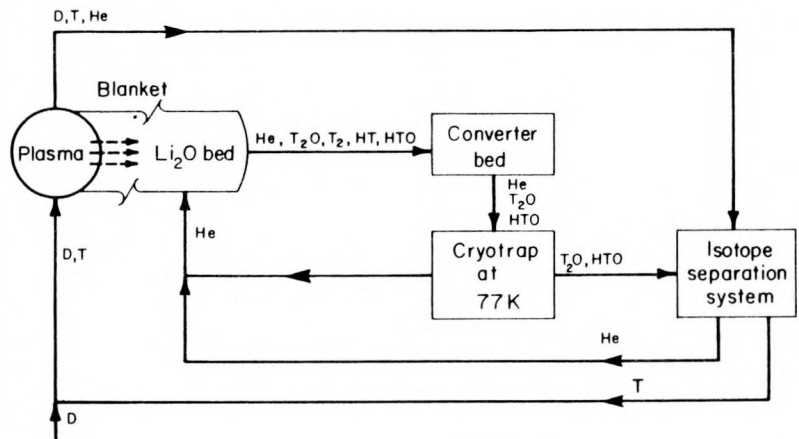 D,T, He
Blanket
Plasma
Li₂O bed
He, T₂O, T₂, HT, HTO
Converter
bed
He
T₂O
HTO
He
D,T
Cryotrap
at
77K
T₂O, HTO
Isotope
separation
system
He
T
D